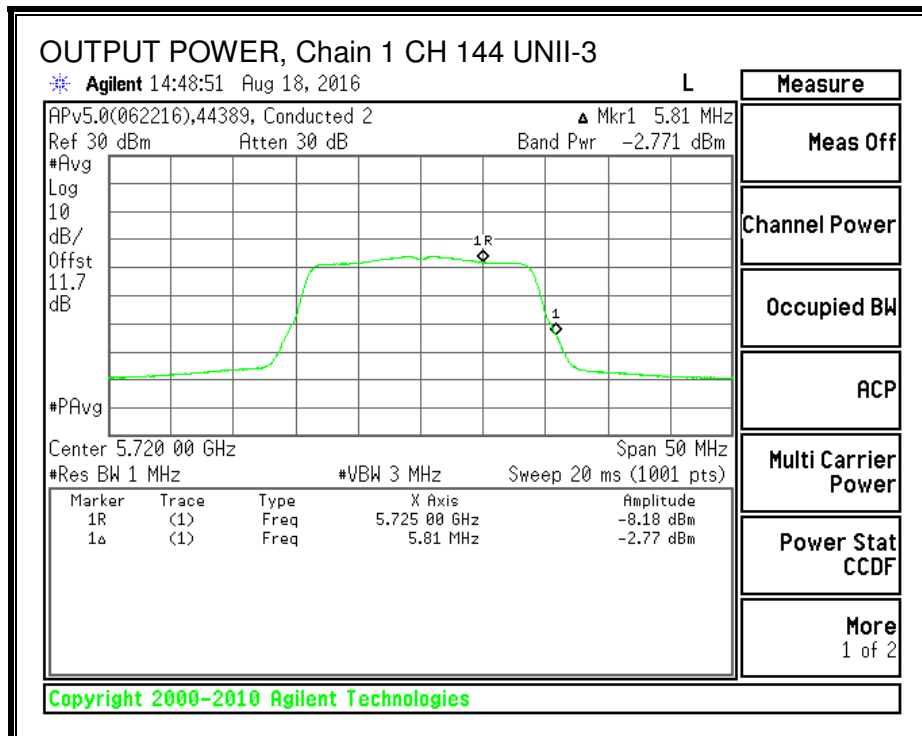 OUTPUT POWER, Chain 1 CH 144 UNII-3
Agilent 14:48:51 Aug 18, 2016 L
Measure
APv5.0(062216),44389, Conducted 2 Δ Mkr1 5.81 MHz
Ref 30 dBm Atten 30 dB Band Pwr -2.771 dBm
#Avg
Log
10
dB/
Offst
11.7
dB
1R
1
#PAvg
Center 5.720 00 GHz Span 50 MHz
#Res BW 1 MHz #VBW 3 MHz Sweep 20 ms (1001 pts)
Marker Trace Type X Axis Amplitude
1R (1) Freq 5.725 00 GHz -8.18 dBm
1Δ (1) Freq 5.81 MHz -2.77 dBm
Meas Off
Channel Power
Occupied BW
ACP
Multi Carrier
Power
Power Stat
CCDF
More
1 of 2
Copyright 2000-2010 Agilent Technologies